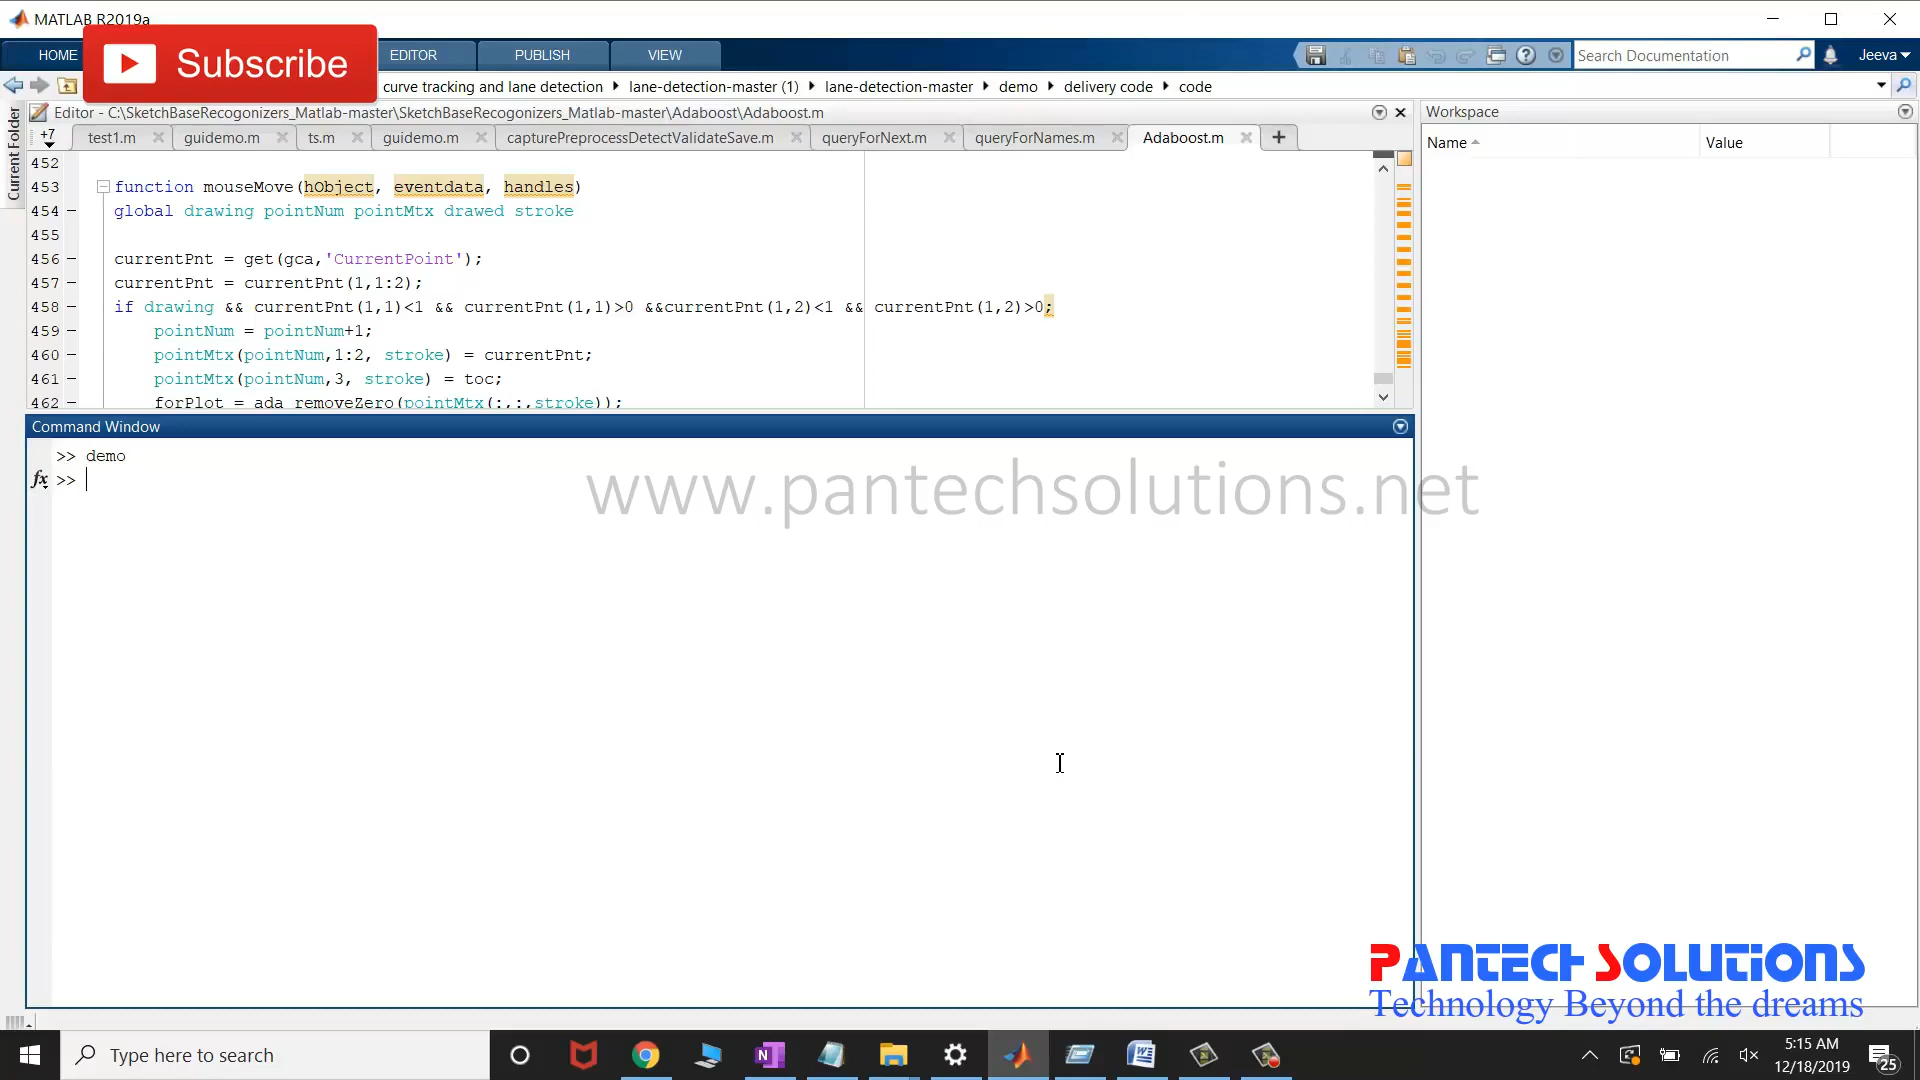 MATLAB R2019a
HOME
Subscribe
EDITOR
PUBLISH
VIEW
Search Documentation
Jeeva
curve tracking and lane detection
lane-detection-master (1)
lane-detection-master
demo
delivery code
code
Current Folder
Editor - C:\SketchBaseRecogonizers_Matlab-master\SketchBaseRecogonizers_Matlab-master\Adaboost\Adaboost.m
Workspace
+7
test1.m
guidemo.m
ts.m
guidemo.m
capturePreprocessDetectValidateSave.m
queryForNext.m
queryForNames.m
Adaboost.m
Name
Value
452
453 function mouseMove(hObject, eventdata, handles)
454 – global drawing pointNum pointMtx drawed stroke
455
456 – currentPnt = get(gca,'CurrentPoint');
457 – currentPnt = currentPnt(1,1:2);
458 – if drawing && currentPnt(1,1)<1 && currentPnt(1,1)>0 &&currentPnt(1,2)<1 && currentPnt(1,2)>0;
459 – pointNum = pointNum+1;
460 – pointMtx(pointNum,1:2, stroke) = currentPnt;
461 – pointMtx(pointNum,3, stroke) = toc;
462 – forPlot = ada_removeZero(pointMtx(:,:,stroke));
Command Window
>> demo
fx >>
www.pantechsolutions.net
PANTECH SOLUTIONS
Technology Beyond the dreams
Type here to search
5:15 AM
12/18/2019
25